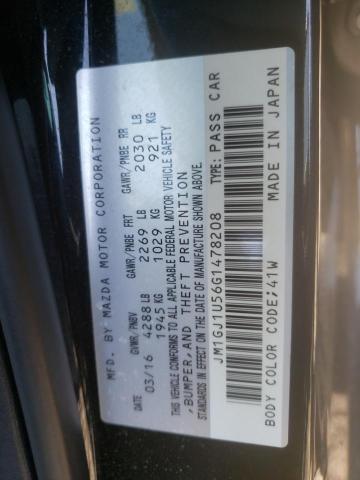 MFD. BY MAZDA MOTOR CORPORATION
DATE GVWR/PNBV GAWR/PNBE FRT GAWR/PNBE RR
03/16 4288 LB 2269 LB 2030 LB
1945 KG 1029 KG 921 KG
THIS VEHICLE CONFORMS TO ALL APPLICABLE FEDERAL MOTOR VEHICLE SAFETY
,BUMPER,AND THEFT PREVENTION
STANDARDS IN EFFECT ON THE DATE OF MANUFACTURE SHOWN ABOVE.
JM1GJ1U56G1478208 TYPE: PASS CAR
BODY COLOR CODE;41W MADE IN JAPAN